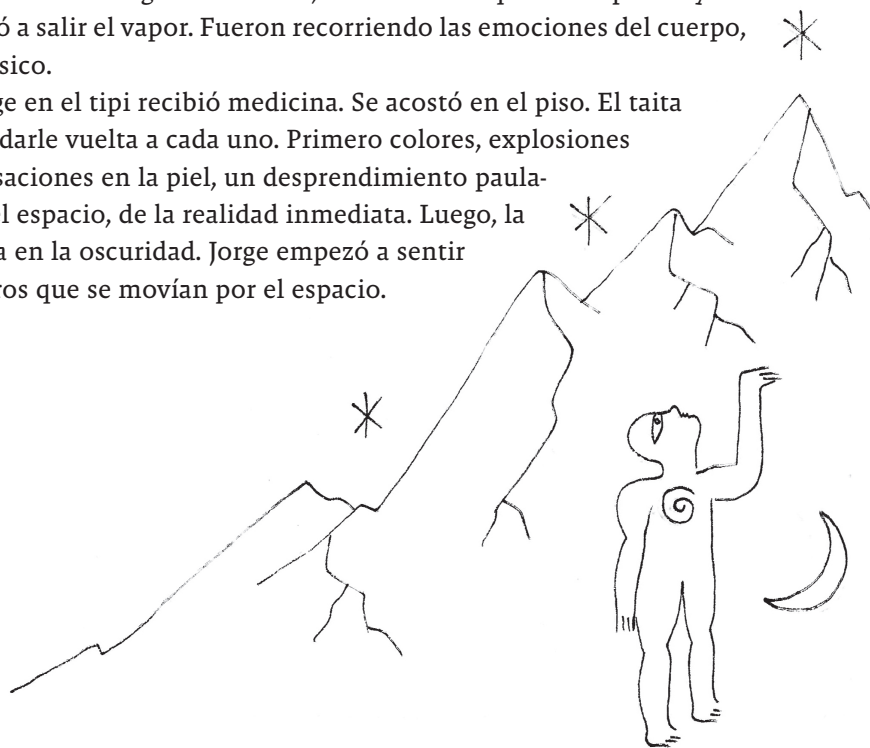 ó a salir el vapor. Fueron recorriendo las emociones del cuerpo,
sico.
ge en el tipi recibió medicina. Se acostó en el piso. El taita
darle vuelta a cada uno. Primero colores, explosiones
saciones en la piel, un desprendimiento paula-
el espacio, de la realidad inmediata. Luego, la
a en la oscuridad. Jorge empezó a sentir
ros que se movían por el espacio.